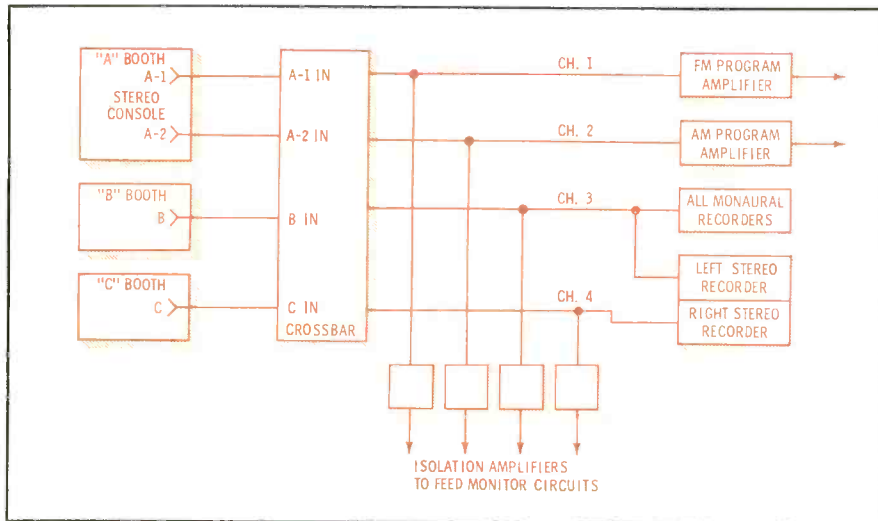 "A" BOOTH
A-1
STEREO
CONSOLE
A-2
"B" BOOTH
B
"C" BOOTH
C
A-1 IN
A-2 IN
B IN
C IN
CROSSBAR
CH. 1
CH. 2
CH. 3
CH. 4
FM PROGRAM
AMPLIFIER
AM PROGRAM
AMPLIFIER
ALL MONAURAL
RECORDERS
LEFT STEREO
RECORDER
RIGHT STEREO
RECORDER
ISOLATION AMPLIFIERS
TO FEED MONITOR CIRCUITS